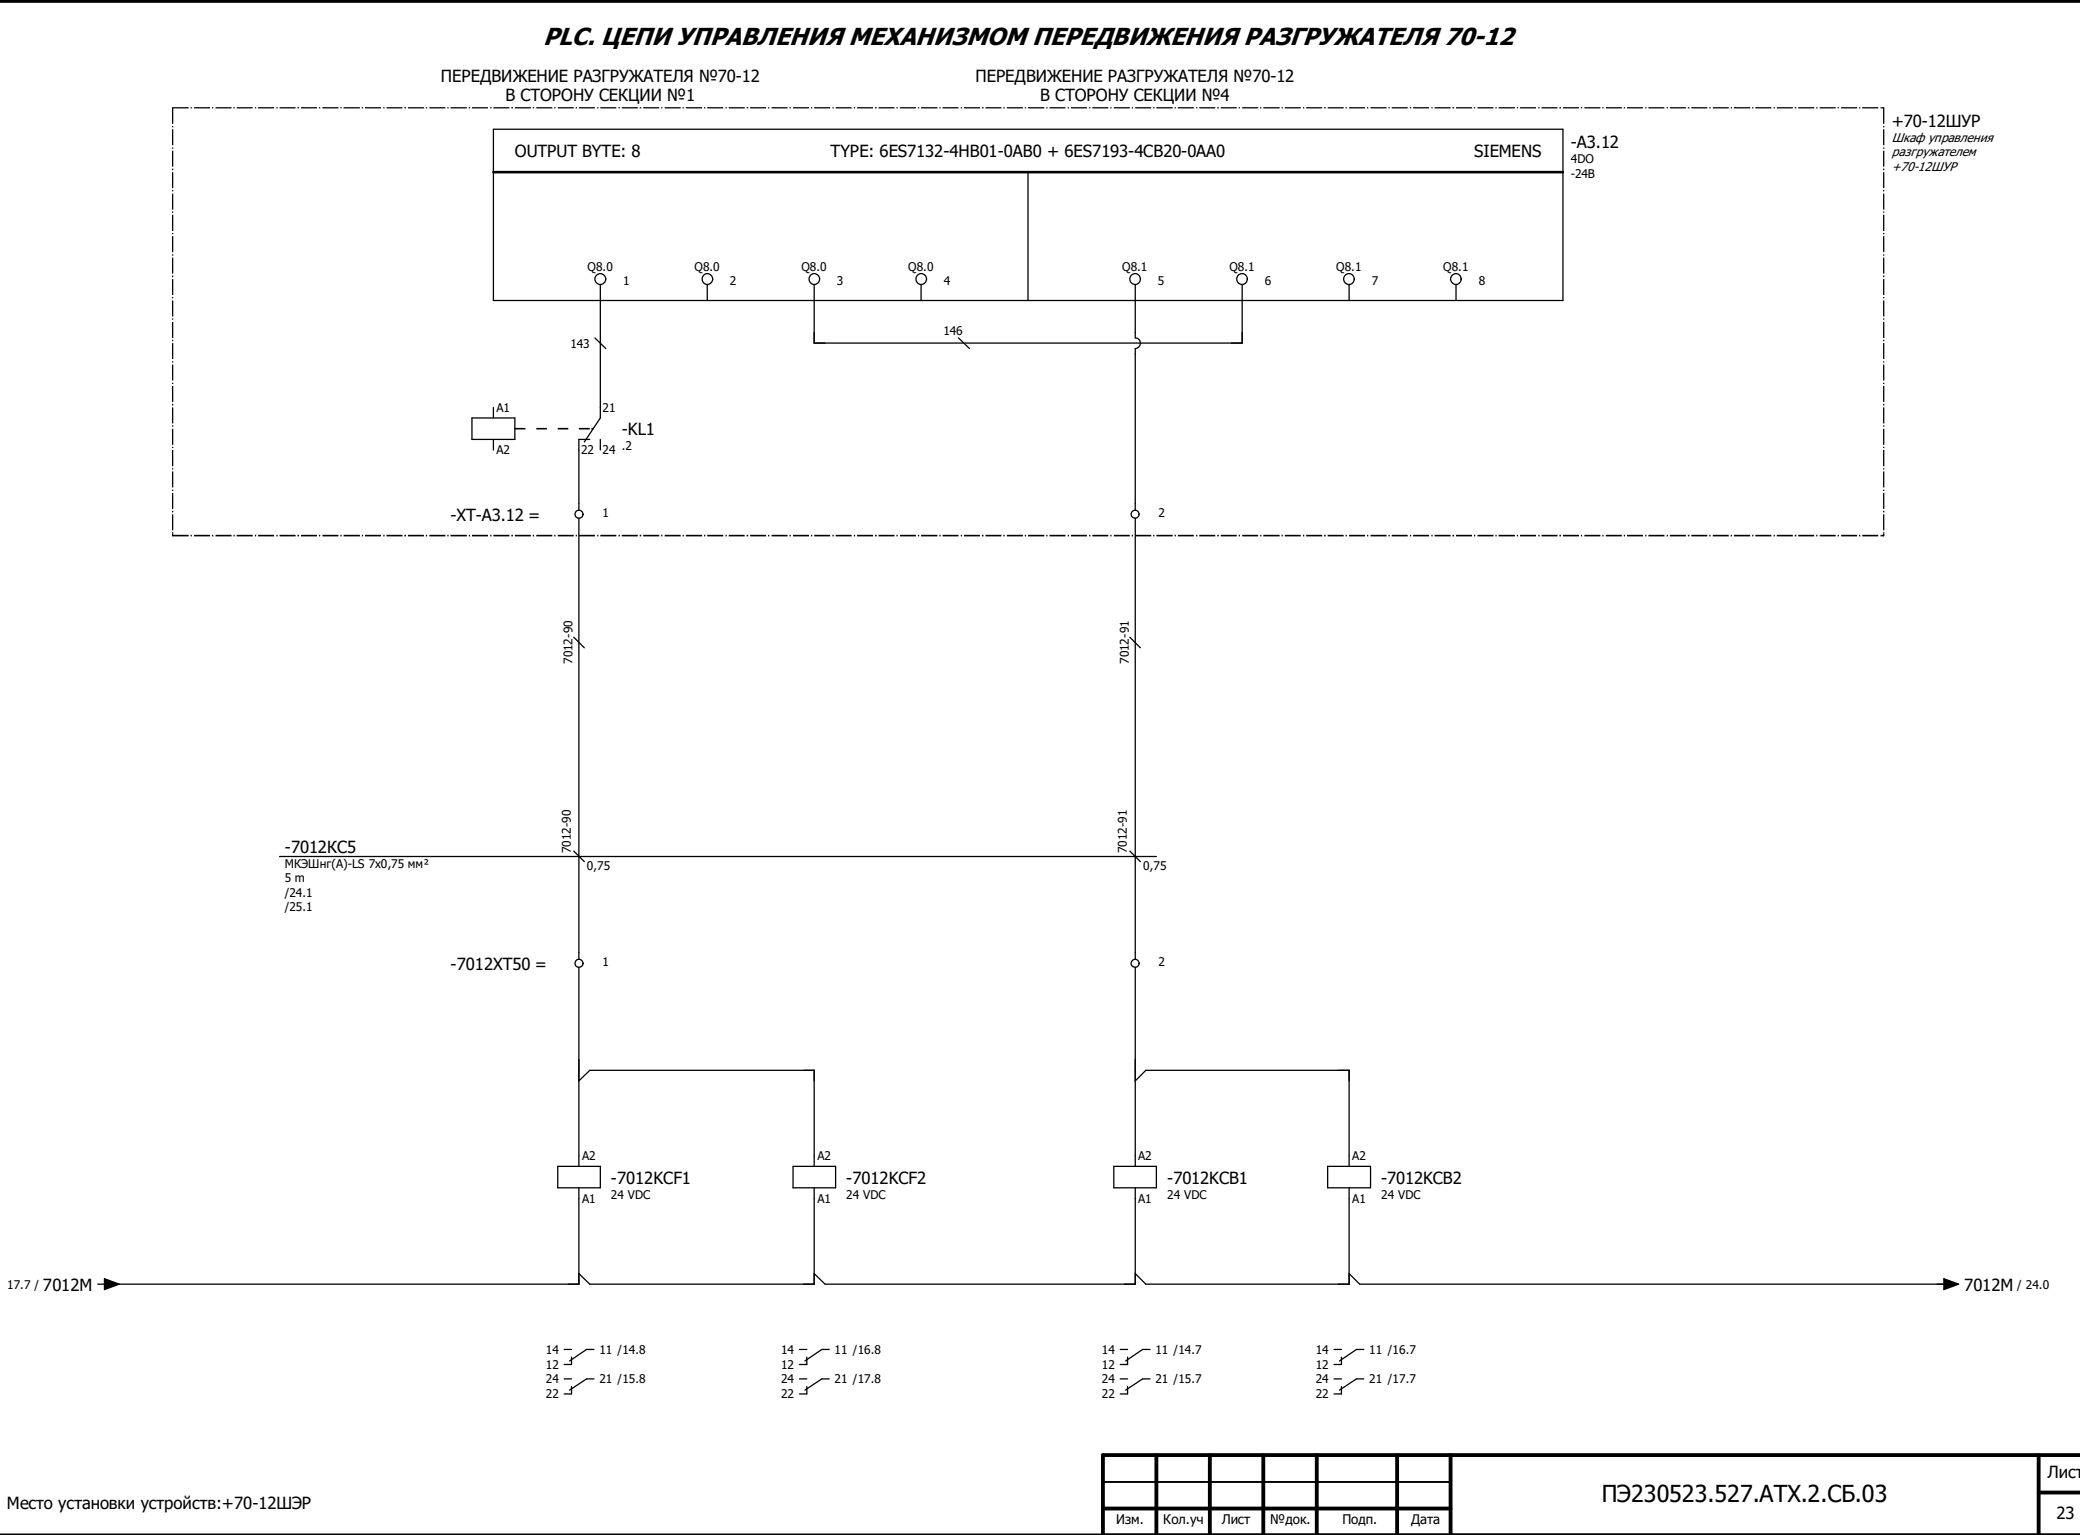 PLC. ЦЕПИ УПРАВЛЕНИЯ МЕХАНИЗМОМ ПЕРЕДВИЖЕНИЯ РАЗГРУЖАТЕЛЯ 70-12
ПЕРЕДВИЖЕНИЕ РАЗГРУЖАТЕЛЯ №70-12
В СТОРОНУ СЕКЦИИ №1
ПЕРЕДВИЖЕНИЕ РАЗГРУЖАТЕЛЯ №70-12
В СТОРОНУ СЕКЦИИ №4
+70-12ШУР
Шкаф управления
разгружателем
+70-12ШУР
OUTPUT BYTE: 8 TYPE: 6ES7132-4HB01-0AB0 + 6ES7193-4CB20-0AA0 SIEMENS
-A3.12
4DO
-24В
Q8.0 Q8.0 Q8.0 Q8.0 Q8.1 Q8.1 Q8.1 Q8.1
1 2 3 4 5 6 7 8
143 146
A1 21
-KL1
A2 22 24 .2
-XT-A3.12 = 1 2
7012-90 7012-91
7012-90 7012-91
-7012КС5
МКЭШнг(А)-LS 7х0,75 мм² 0,75 0,75
5 m
/24.1
/25.1
-7012XT50 = 1 2
A2 A2 A2 A2
-7012KCF1 -7012KCF2 -7012KCB1 -7012KCB2
A1 24 VDC A1 24 VDC A1 24 VDC A1 24 VDC
17.7 / 7012M 7012M / 24.0
14 11 /14.8 14 11 /16.8 14 11 /14.7 14 11 /16.7
12 12 12 12
24 21 /15.8 24 21 /17.8 24 21 /15.7 24 21 /17.7
22 22 22 22
Место установки устройств:+70-12ШЭР
Изм. Кол.уч Лист №док. Подп. Дата
ПЭ230523.527.АТХ.2.СБ.03
Лист
23